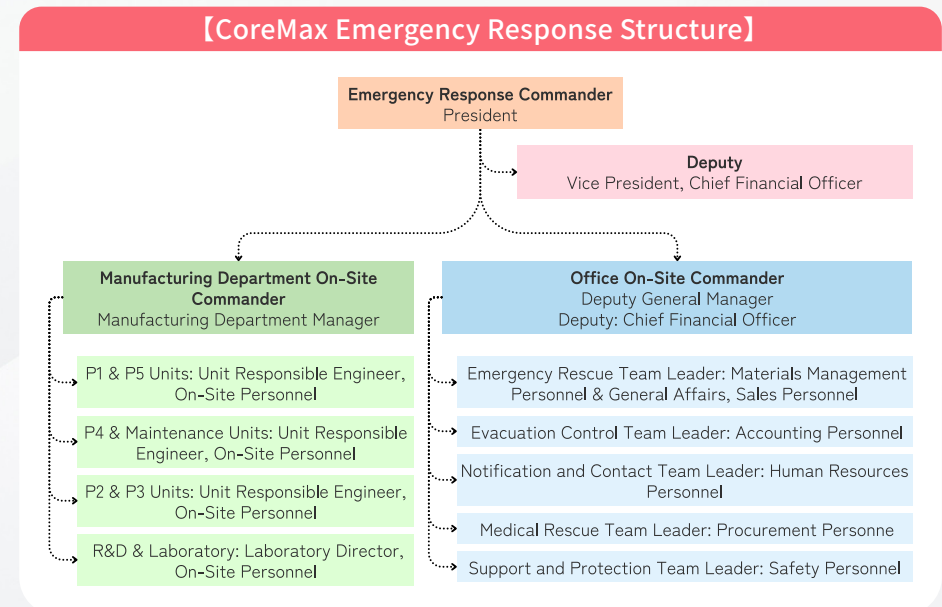 【CoreMax Emergency Response Structure】
Emergency Response Commander
President
Deputy
Vice President, Chief Financial Officer
Manufacturing Department On-Site
Commander
Manufacturing Department Manager
P1 & P5 Units: Unit Responsible Engineer,
On-Site Personnel
P4 & Maintenance Units: Unit Responsible
Engineer, On-Site Personnel
P2 & P3 Units: Unit Responsible Engineer,
On-Site Personnel
R&D & Laboratory: Laboratory Director,
On-Site Personnel
Office On-Site Commander
Deputy General Manager
Deputy: Chief Financial Officer
Emergency Rescue Team Leader: Materials Management
Personnel & General Affairs, Sales Personnel
Evacuation Control Team Leader: Accounting Personnel
Notification and Contact Team Leader: Human Resources
Personnel
Medical Rescue Team Leader: Procurement Personne
Support and Protection Team Leader: Safety Personnel